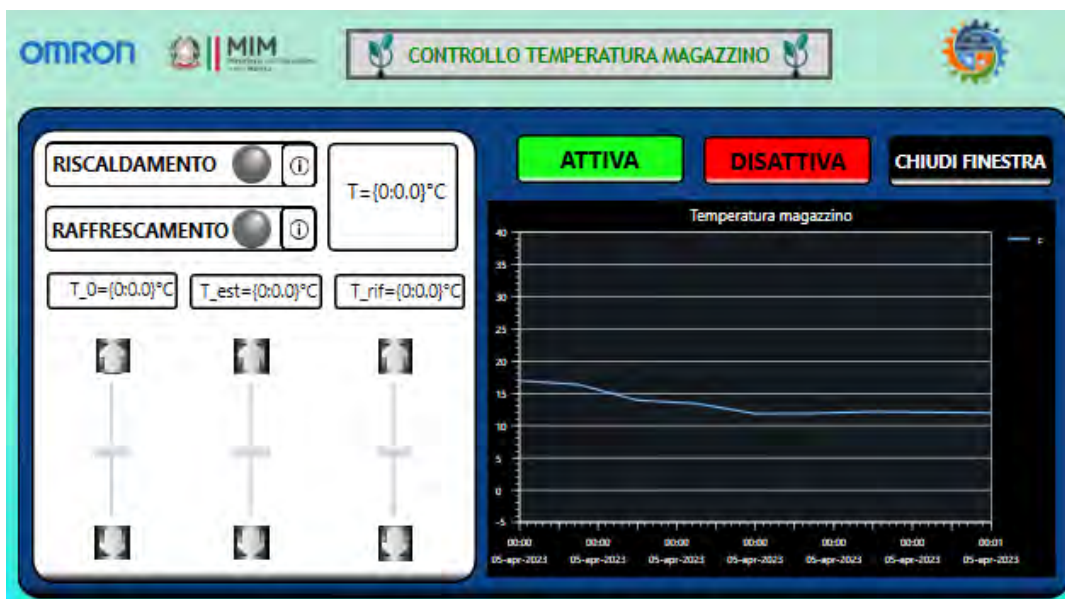 OMRON
MIM
CONTROLLO TEMPERATURA MAGAZZINO
RISCALDAMENTO
RAFFRESCAMENTO
T={0:0.0}°C
T_0={0:0.0}°C
T_est={0:0.0}°C
T_rif={0:0.0}°C
ATTIVA
DISATTIVA
CHIUDI FINESTRA
Temperatura magazzino
40
35
30
25
20
15
10
5
0
-5
00:00 00:00 00:00 00:00 00:00 00:00 00:01
05-apr-2023 05-apr-2023 05-apr-2023 05-apr-2023 05-apr-2023 05-apr-2023 05-apr-2023